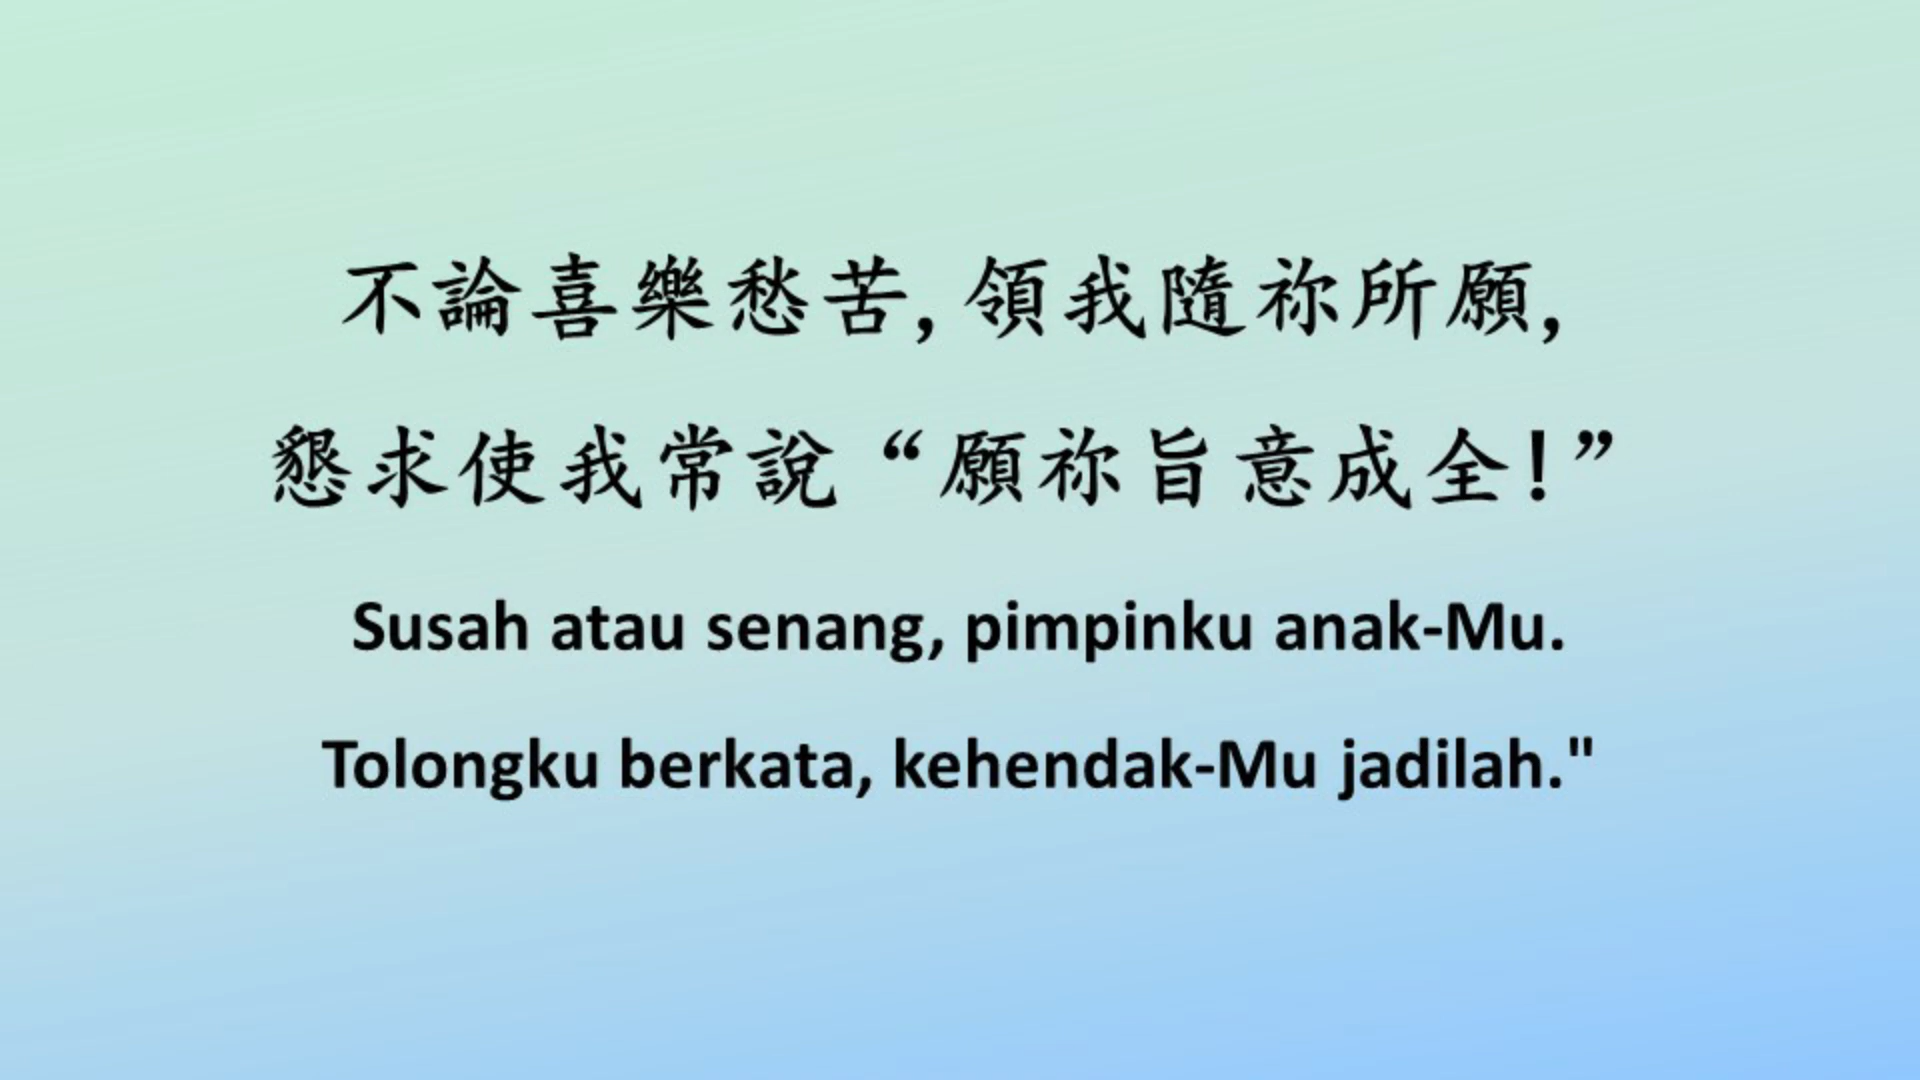 不論喜樂愁苦,領我隨祢所願,
懇求使我常說“願祢旨意成全!”
Susah atau senang, pimpinku anak-Mu.
Tolongku berkata, kehendak-Mu jadilah."